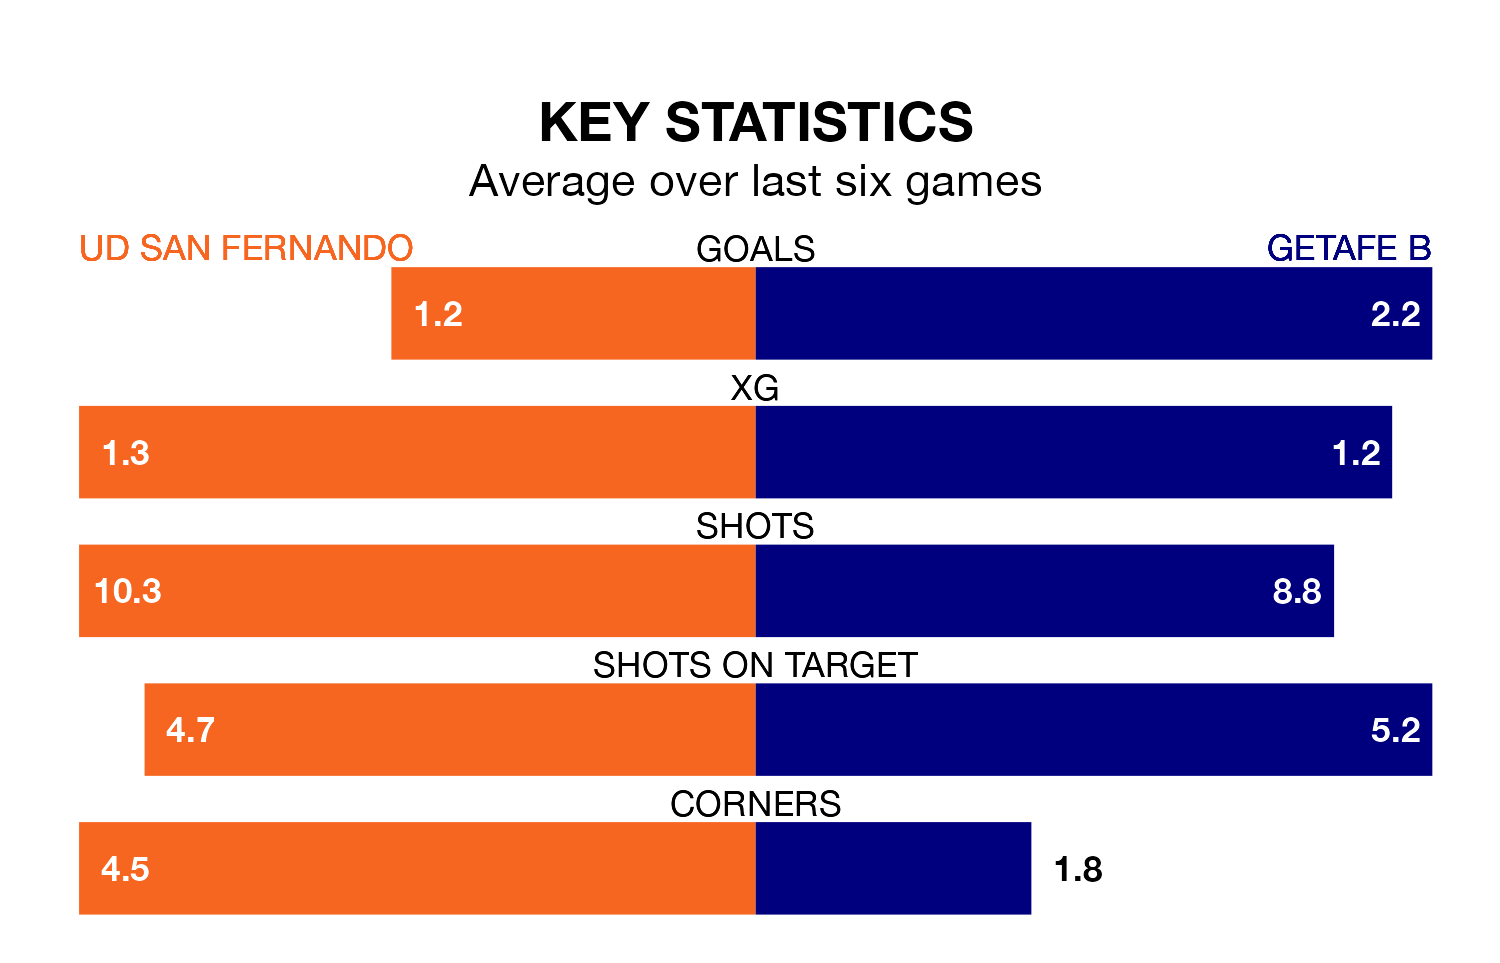 KEY STATISTICS
Average over last six games
UD SAN FERNANDO GOALS GETAFE B
1.2 2.2
XG
1.3 1.2
SHOTS
10.3 8.8
SHOTS ON TARGET
4.7 5.2
CORNERS
4.5 1.8